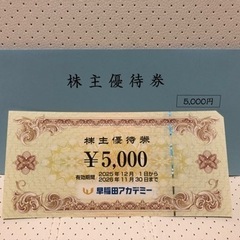 株主優待券
5,000円
株主優待券
¥5,000
有効期間
2025年12月 1日から
2026年11月30日まで
早稲田アカデミー